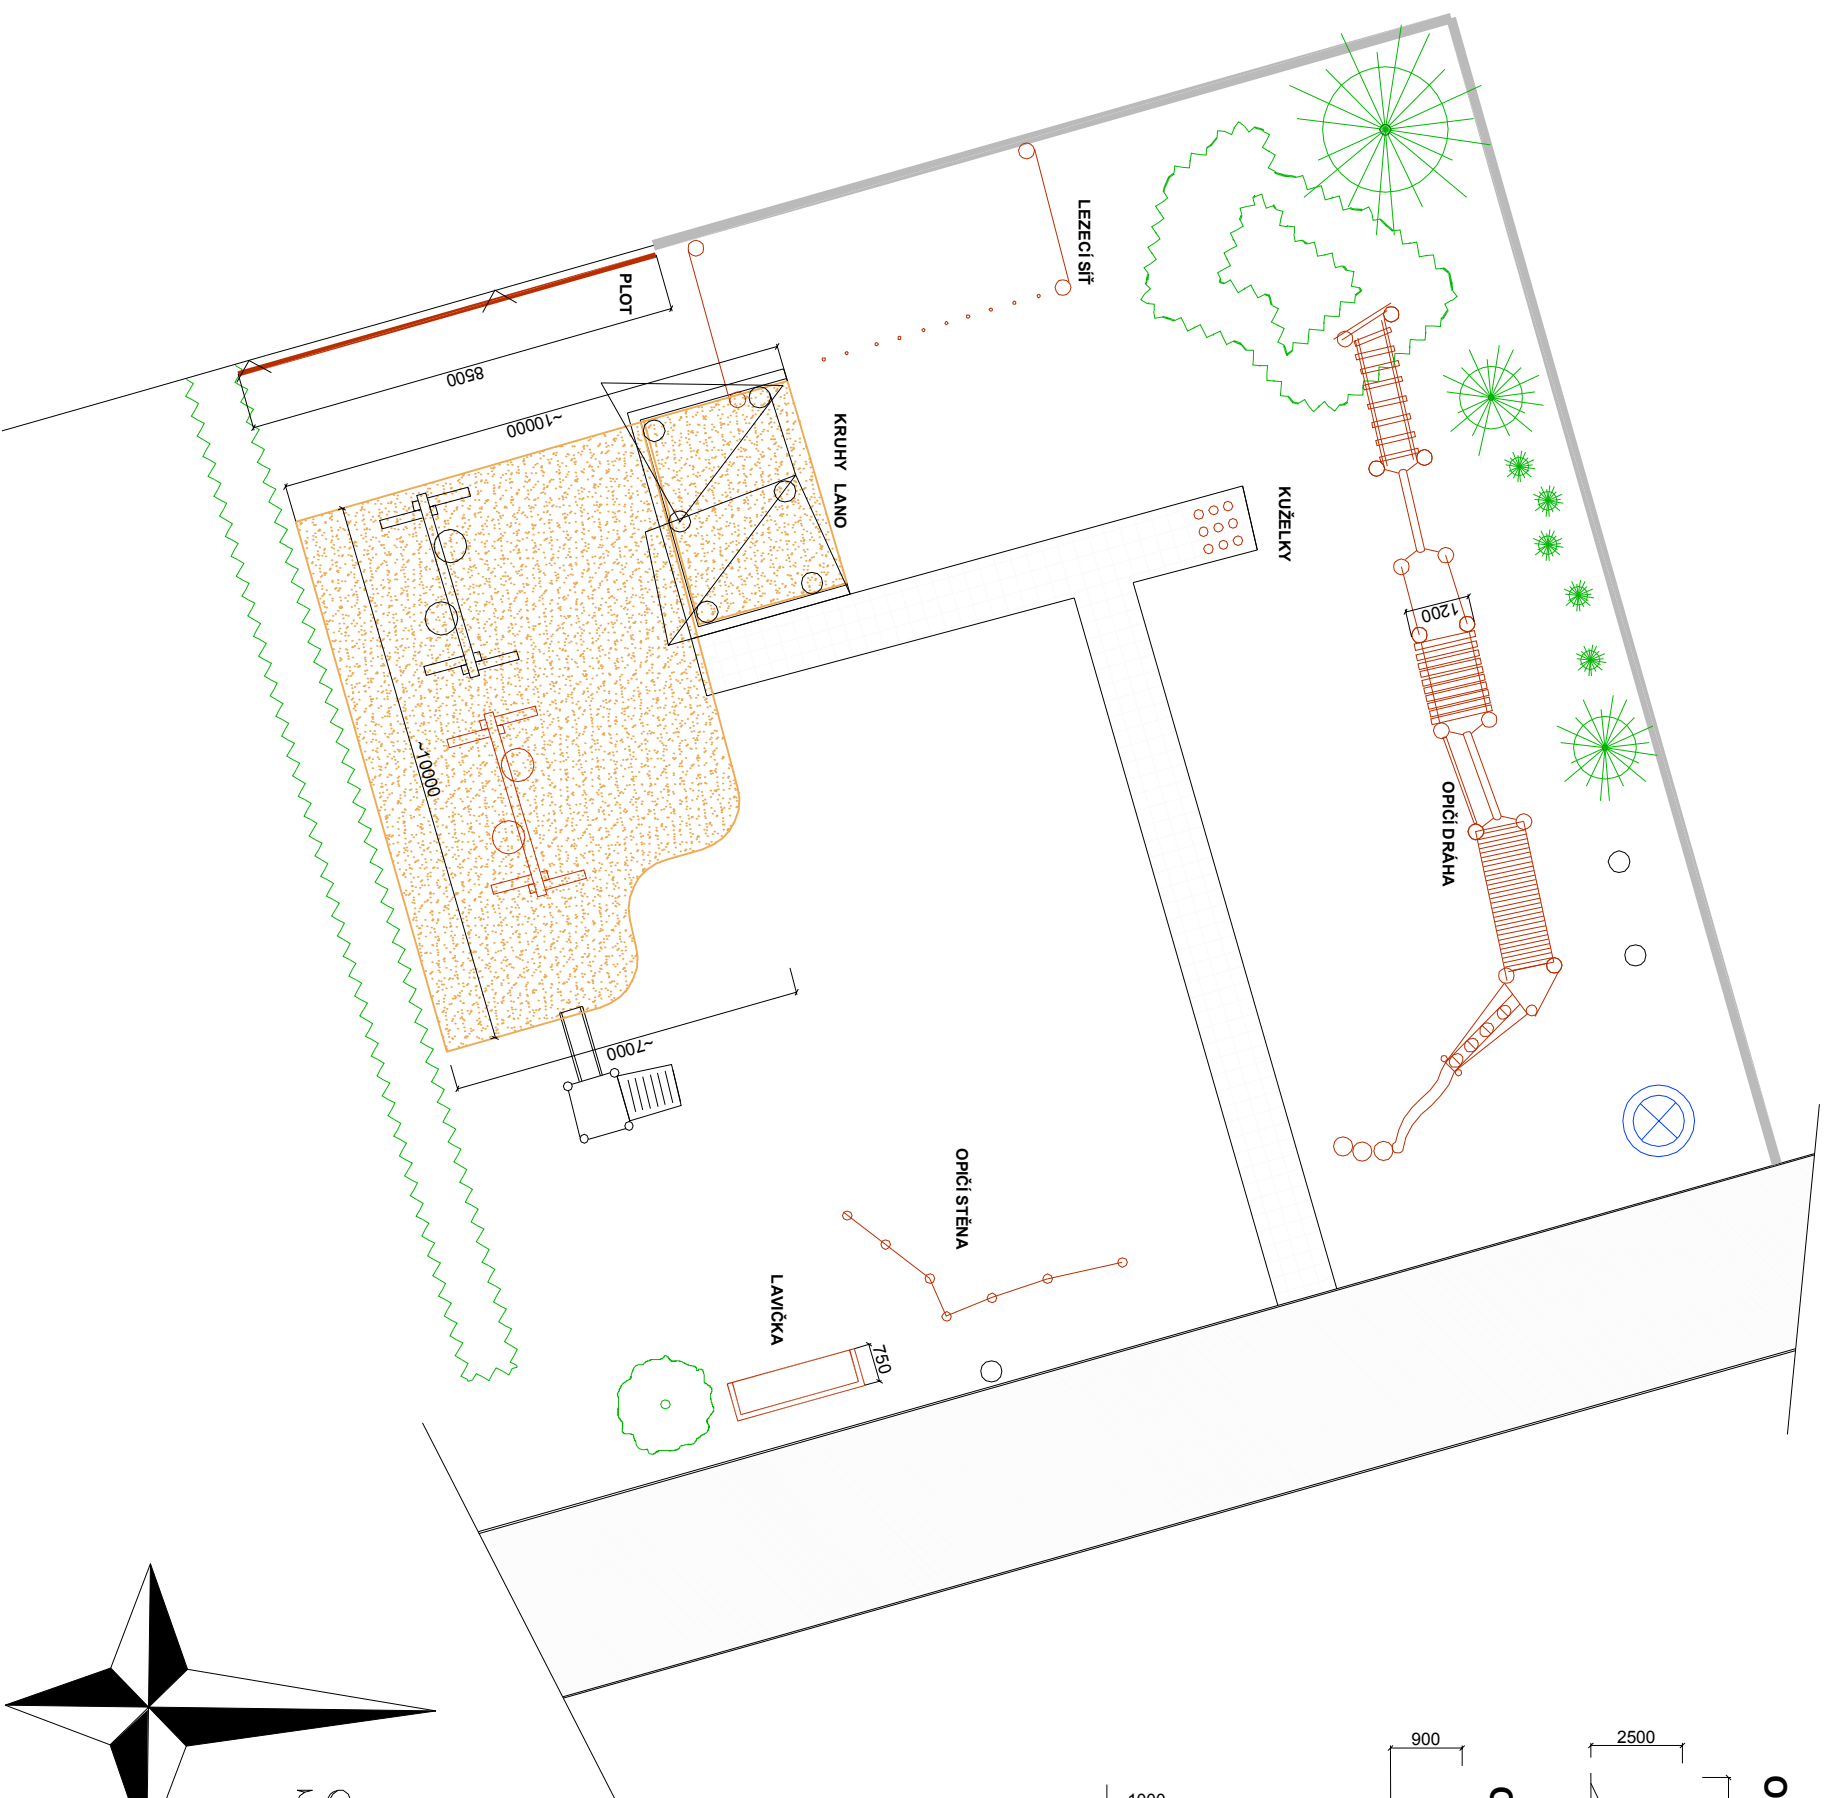 LEZECÍ SÍŤ
PLOT
8500
~10000
KRUHY LANO
KUŽELKY
1200
~10000
OPIČÍ DRÁHA
~7000
OPIČÍ STĚNA
LAVIČKA
750
900
2500
1000
O